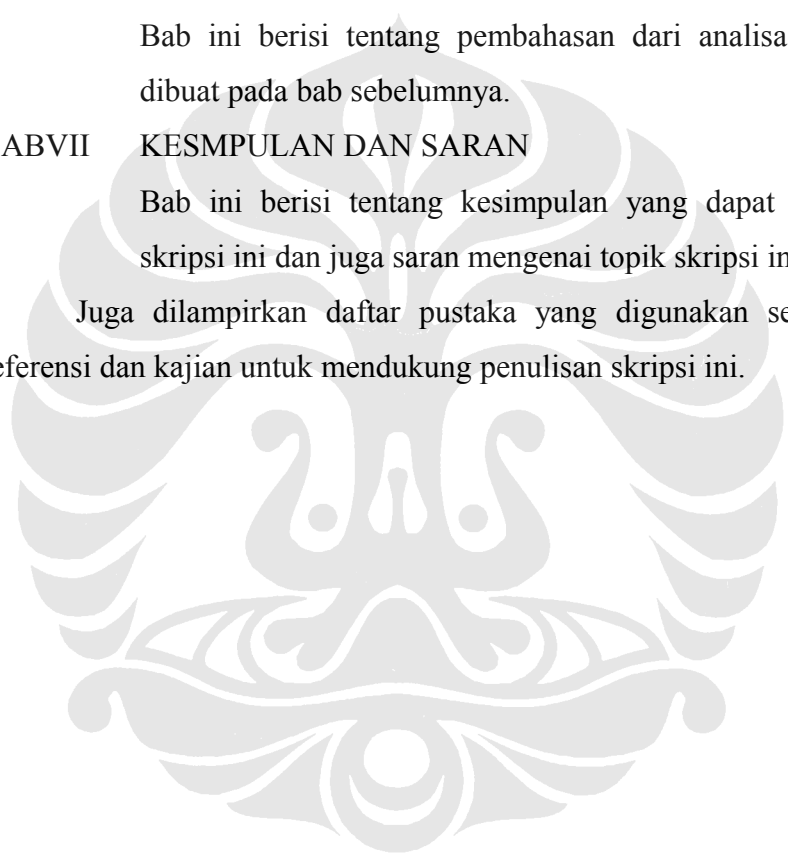 Bab ini berisi tentang pembahasan dari analisa
dibuat pada bab sebelumnya.
ABVII KESMPULAN DAN SARAN
Bab ini berisi tentang kesimpulan yang dapat
skripsi ini dan juga saran mengenai topik skripsi in
Juga dilampirkan daftar pustaka yang digunakan se
eferensi dan kajian untuk mendukung penulisan skripsi ini.